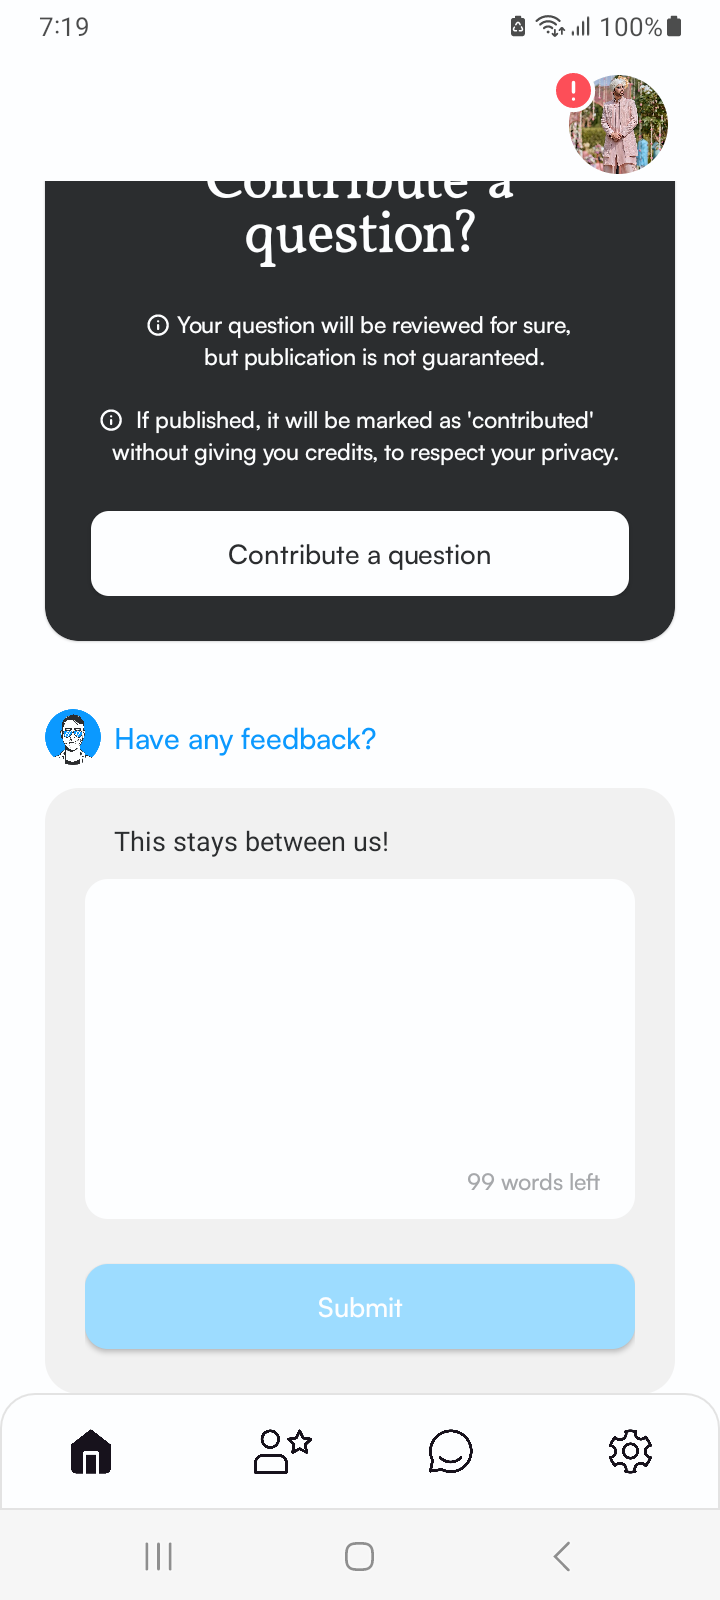 7:19
100%
Contribute a
question?
Your question will be reviewed for sure,
but publication is not guaranteed.
If published, it will be marked as 'contributed'
without giving you credits, to respect your privacy.
Contribute a question
Have any feedback?
This stays between us!
99 words left
Submit